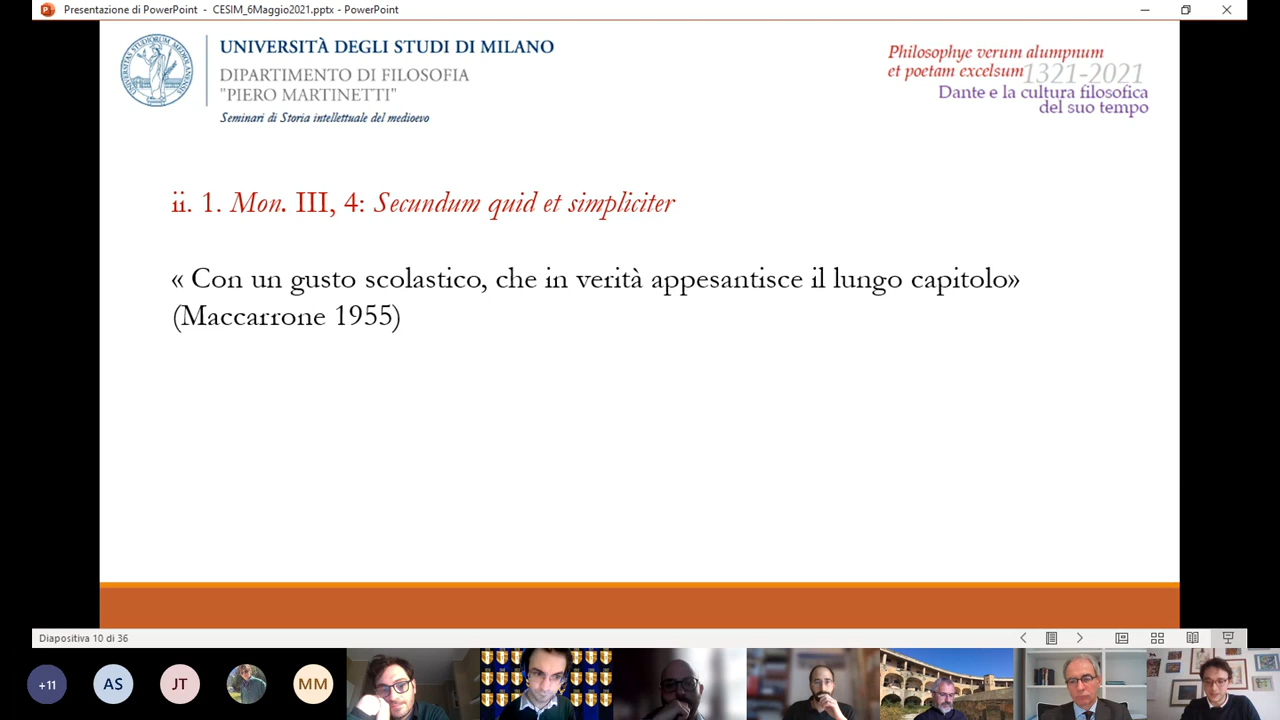 Presentazione di PowerPoint - CESIM_6Maggio2021.pptx - PowerPoint
UNIVERSITÀ DEGLI STUDI DI MILANO
DIPARTIMENTO DI FILOSOFIA
"PIERO MARTINETTI"
Seminari di Storia intellettuale del medioevo
Philosophye verum alumpnum
et poetam excelsum 1321-2021
Dante e la cultura filosofica
del suo tempo
ii. 1. Mon. III, 4: Secundum quid et simpliciter
« Con un gusto scolastico, che in verità appesantisce il lungo capitolo»
(Maccarrone 1955)
Diapositiva 10 di 36
+11
AS
JT
MM